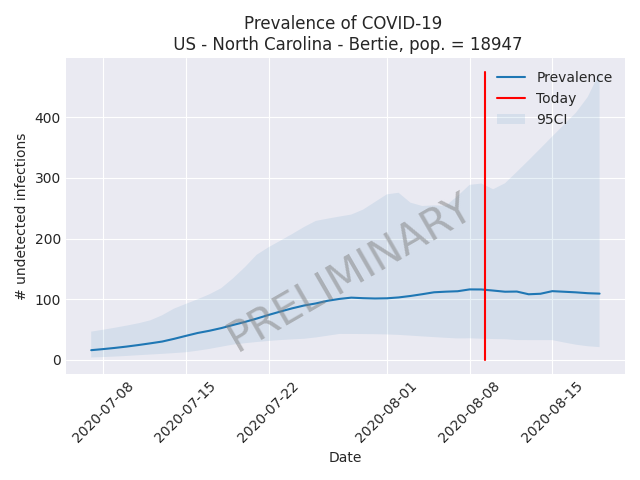 Prevalence of COVID-19
US - North Carolina - Bertie, pop. = 18947
Prevalence
Today
95CI
400
300
200
100
0
# undetected infections
PRELIMINARY
2020-07-08
2020-07-15
2020-07-22
2020-08-01
2020-08-08
2020-08-15
Date